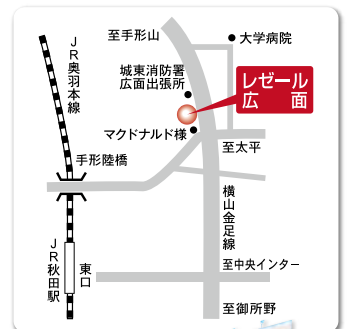 至手形山
大学病院
JR奥羽本線
城東消防署
広面出張所
レゼール
広　面
マクドナルド様
至太平
手形陸橋
横山金足線
JR秋田駅
東口
至中央インター
至御所野